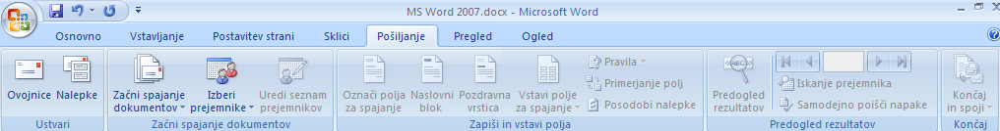 MS Word 2007.docx - Microsoft Word
Osnovno Vstavljanje Postavitev strani Sklici Pošiljanje Pregled Ogled
Ovojnice
Nalepke
Ustvari
Začni spajanje
dokumentov
Izberi
prejemnike
Uredi seznam
prejemnikov
Začni spajanje dokumentov
Označi polja
za spajanje
Naslovni
blok
Pozdravna
vrstica
Vstavi polje
za spajanje
Pravila
Primerjanje polj
Posodobi nalepke
Zapiši in vstavi polja
ABC
Predogled
rezultatov
Iskanje prejemnika
Samodejno poišči napake
Predogled rezultatov
Končaj
in spoji
Končaj